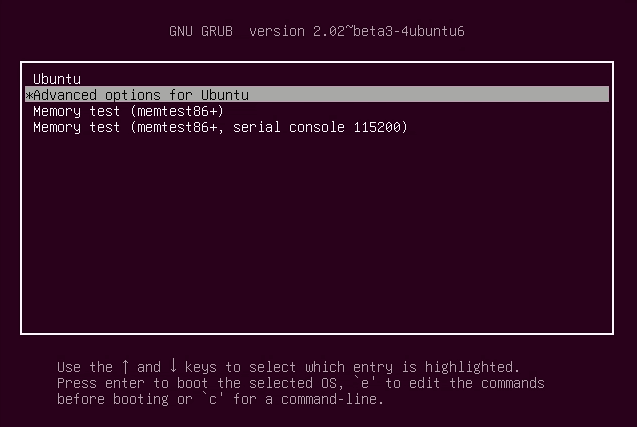 GNU GRUB  version 2.02~beta3-4ubuntu6
Ubuntu
*Advanced options for Ubuntu
Memory test (memtest86+)
Memory test (memtest86+, serial console 115200)
Use the ↑ and ↓ keys to select which entry is highlighted.
Press enter to boot the selected OS, `e' to edit the commands
before booting or `c' for a command-line.